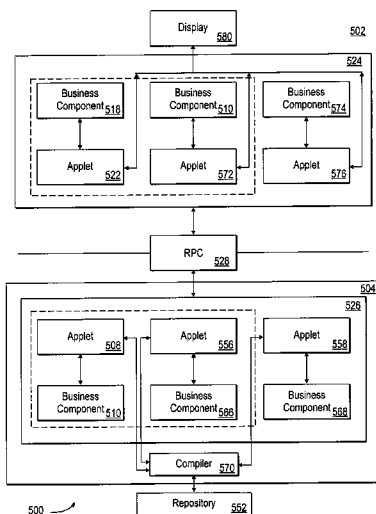 Display
580
502
524
Business
Component 518
Business
Component 510
Business
Component 574
Applet
522
Applet
572
Applet
576
RPC
528
504
526
Applet
508
Applet
556
Applet
558
Business
Component 510
Business
Component 566
Business
Component 568
Compiler
570
500
Repository
552